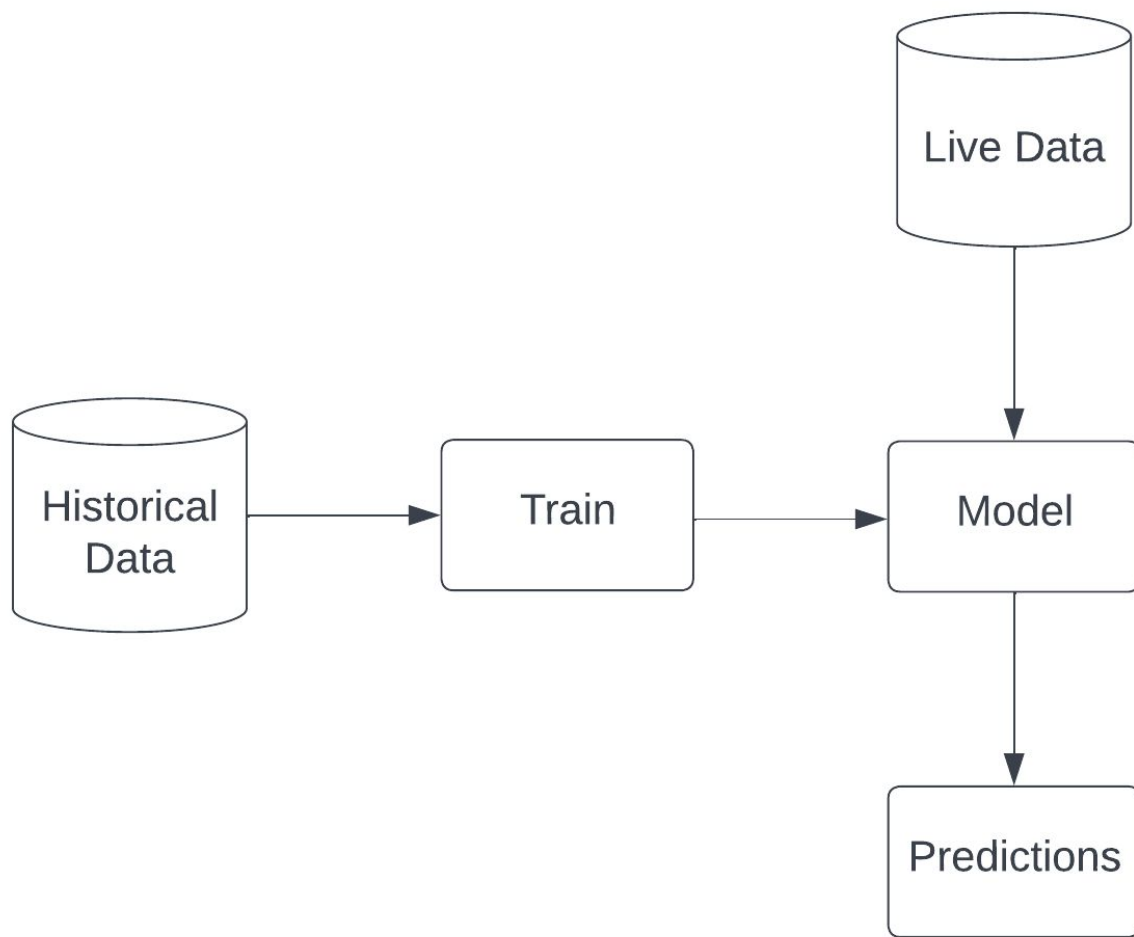 Live Data
Historical
Data
Train
Model
Predictions